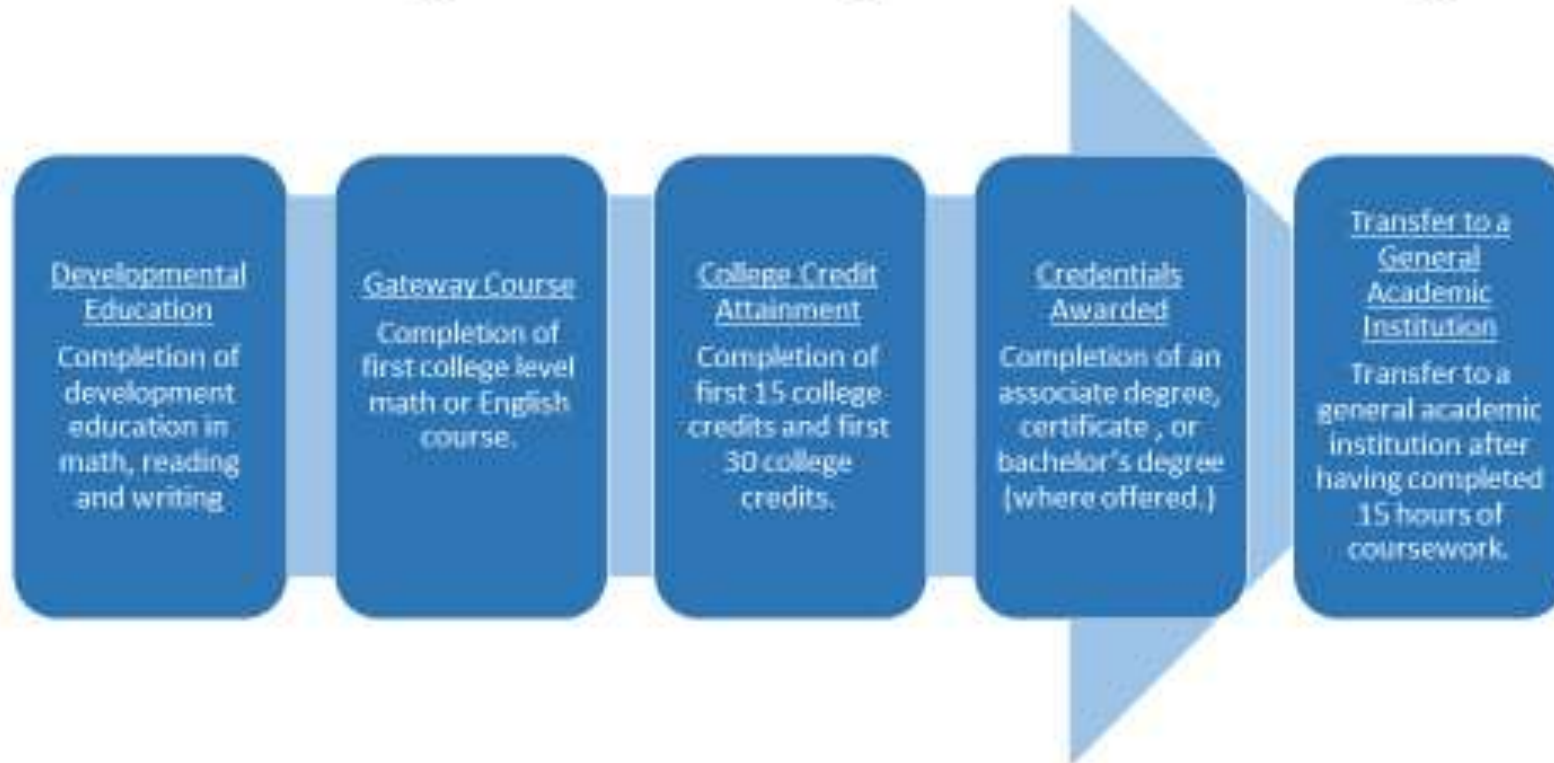 Developmental
Education
Completion of
development
education in
math, reading
and writing
Gateway Course
Completion of
first college level
math or English
course.
College Credit
Attainment
Completion of
first 15 college
credits and first
30 college
credits.
Credentials
Awarded
Completion of an
associate degree,
certificate , or
bachelor's degree
(where offered.)
Transfer to a
General
Academic
Institution
Transfer to a
general academic
institution after
having completed
15 hours of
coursework.